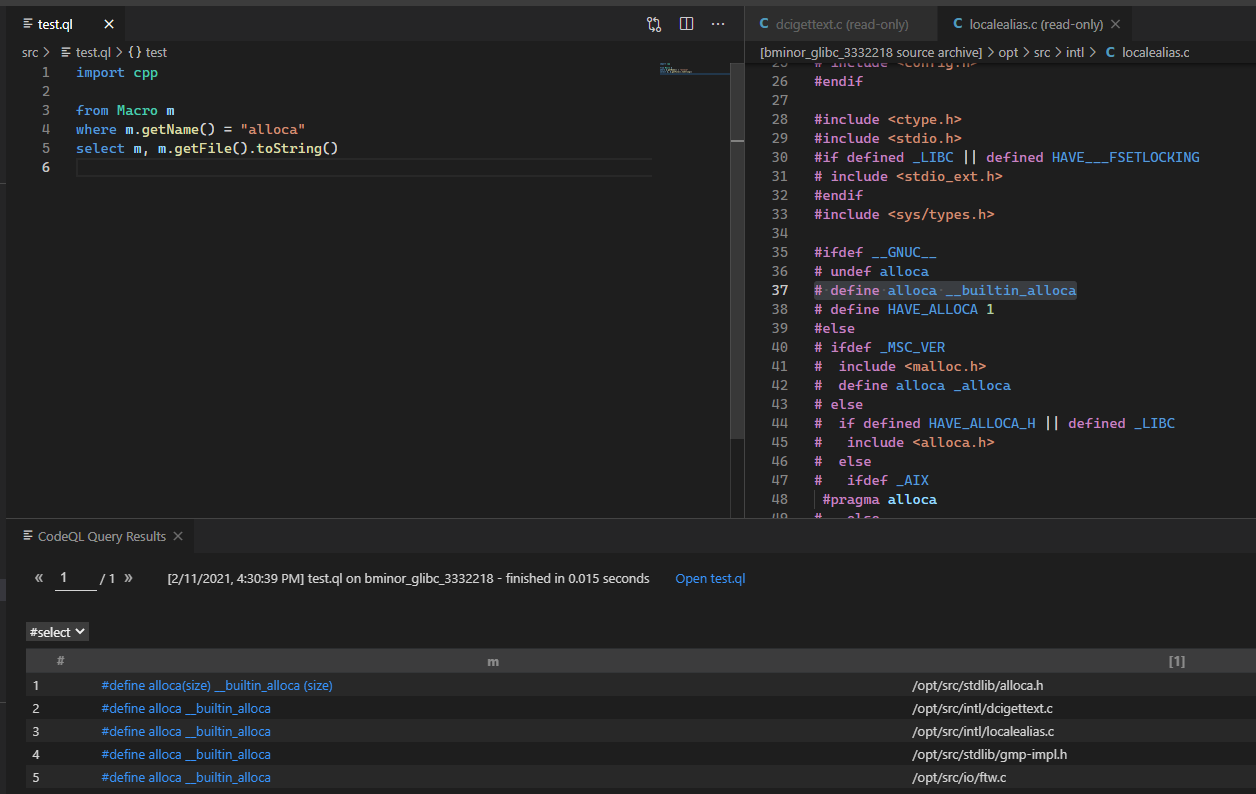 test.ql
src > test.ql > {} test
1 import cpp
2
3 from Macro m
4 where m.getName() = "alloca"
5 select m, m.getFile().toString()
6
dcigettext.c (read-only)
C localealias.c (read-only)
[bminor_glibc_3332218 source archive] > opt > src > intl > C localealias.c
25 # include <config.h>
26 #endif
27
28 #include <ctype.h>
29 #include <stdio.h>
30 #if defined _LIBC || defined HAVE___FSETLOCKING
31 # include <stdio_ext.h>
32 #endif
33 #include <sys/types.h>
34
35 #ifdef __GNUC__
36 # undef alloca
37 # define alloca __builtin_alloca
38 # define HAVE_ALLOCA 1
39 #else
40 # ifdef _MSC_VER
41 #  include <malloc.h>
42 #  define alloca _alloca
43 # else
44 #  if defined HAVE_ALLOCA_H || defined _LIBC
45 #   include <alloca.h>
46 #  else
47 #   ifdef _AIX
48  #pragma alloca
49 #   else
CodeQL Query Results
« 1 / 1 » [2/11/2021, 4:30:39 PM] test.ql on bminor_glibc_3332218 - finished in 0.015 seconds Open test.ql
#select
# m [1]
1 #define alloca(size) __builtin_alloca (size) /opt/src/stdlib/alloca.h
2 #define alloca __builtin_alloca /opt/src/intl/dcigettext.c
3 #define alloca __builtin_alloca /opt/src/intl/localealias.c
4 #define alloca __builtin_alloca /opt/src/stdlib/gmp-impl.h
5 #define alloca __builtin_alloca /opt/src/io/ftw.c